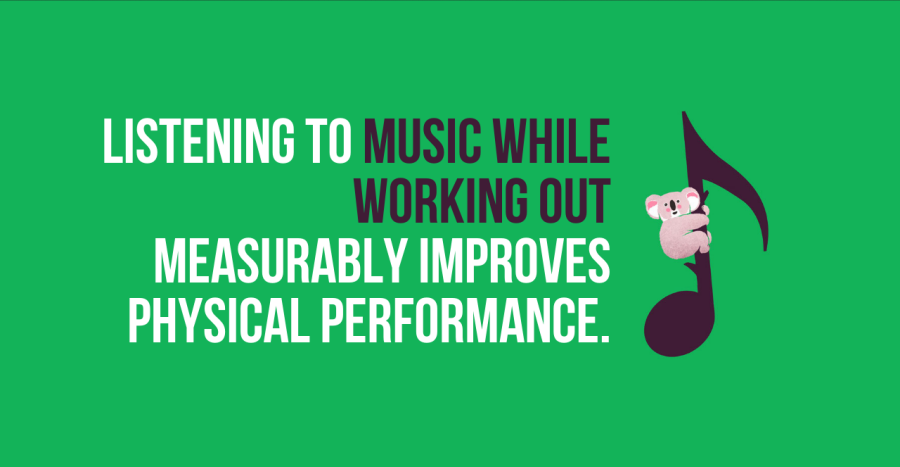 LISTENING TO MUSIC WHILE
WORKING OUT
MEASURABLY IMPROVES
PHYSICAL PERFORMANCE.